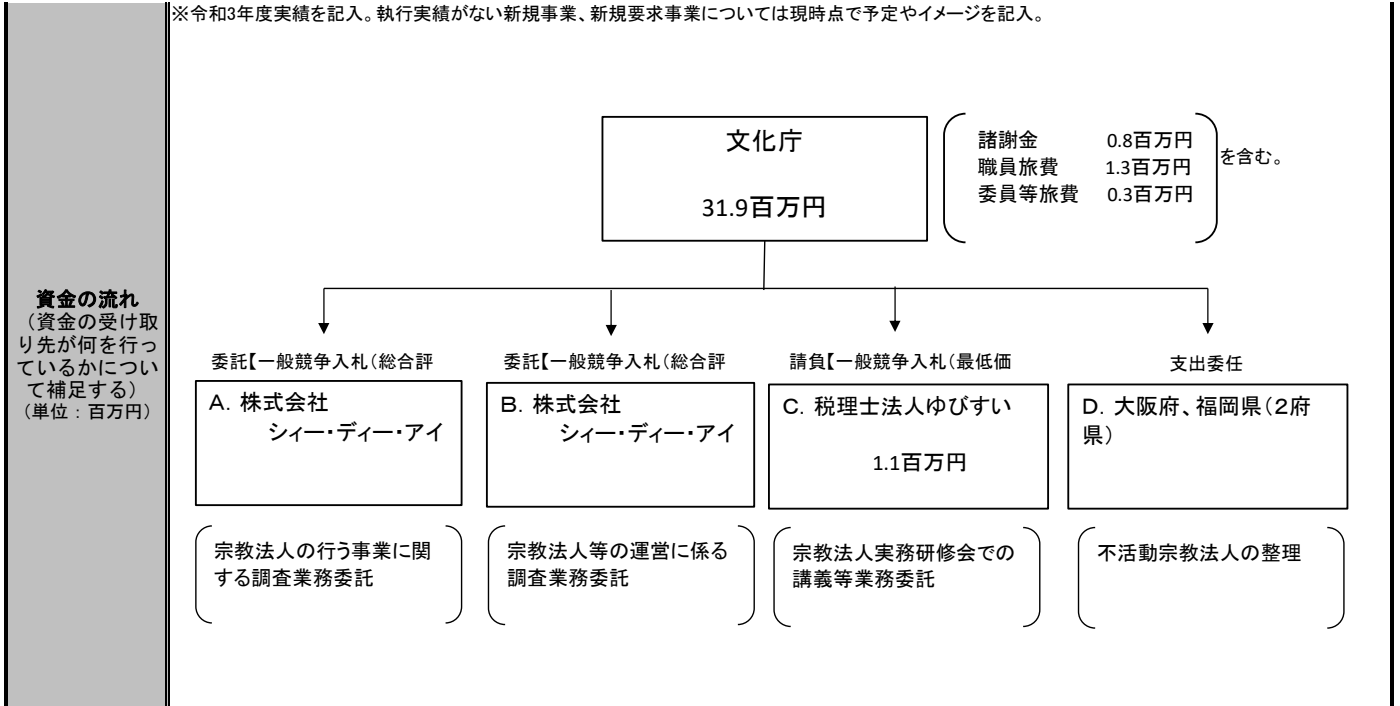 ※令和3年度実績を記入。執行実績がない新規事業、新規要求事業については現時点で予定やイメージを記入。
資金の流れ
（資金の受け取
り先が何を行っ
ているかについ
て補足する）
（単位：百万円）
文化庁
31.9百万円
諸謝金 0.8百万円
職員旅費 1.3百万円
委員等旅費 0.3百万円
を含む。
委託【一般競争入札（総合評
A．株式会社
シィー・ディー・アイ
宗教法人の行う事業に関
する調査業務委託
委託【一般競争入札（総合評
B．株式会社
シィー・ディー・アイ
宗教法人等の運営に係る
調査業務委託
請負【一般競争入札（最低価
C．税理士法人ゆびすい
1.1百万円
宗教法人実務研修会での
講義等業務委託
支出委任
D．大阪府、福岡県（2府
県）
不活動宗教法人の整理